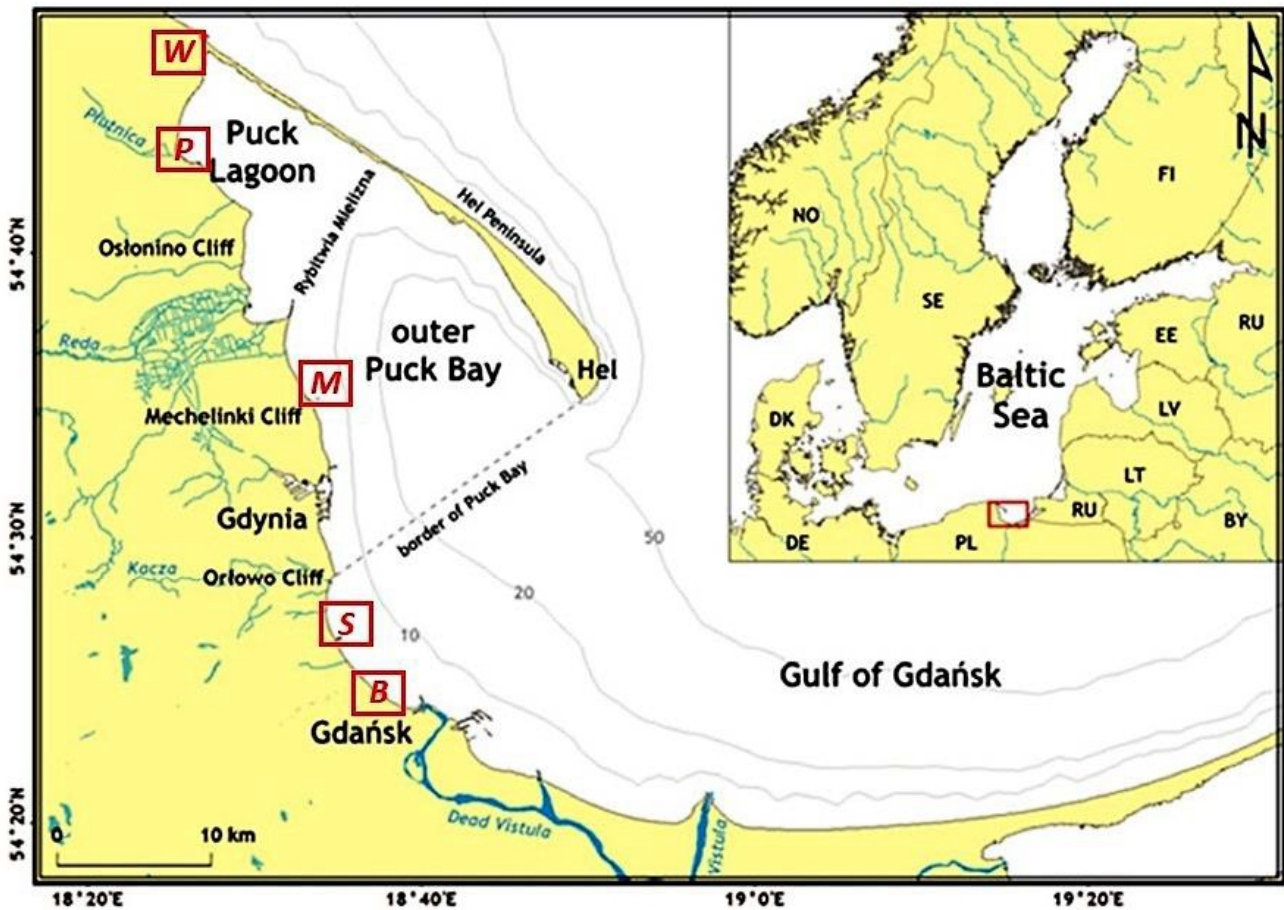 W
Płutnica
P
Puck
Lagoon
Hel Peninsula
Rybitwia Mielizna
Osłonino Cliff
54°40'N
Reda
outer
Puck Bay
M
Hel
Mechelinki Cliff
Gdynia
border of Puck Bay
54°30'N
Kacza
Orłowo Cliff
50
20
10
S
B
Gdańsk
Gulf of Gdańsk
Dead Vistula
Vistula
54°20'N
0 10 km
18°20'E
18°40'E
19°0'E
19°20'E
N
NO
FI
SE
RU
EE
Baltic
Sea
LV
DK
LT
RU
BY
DE
PL